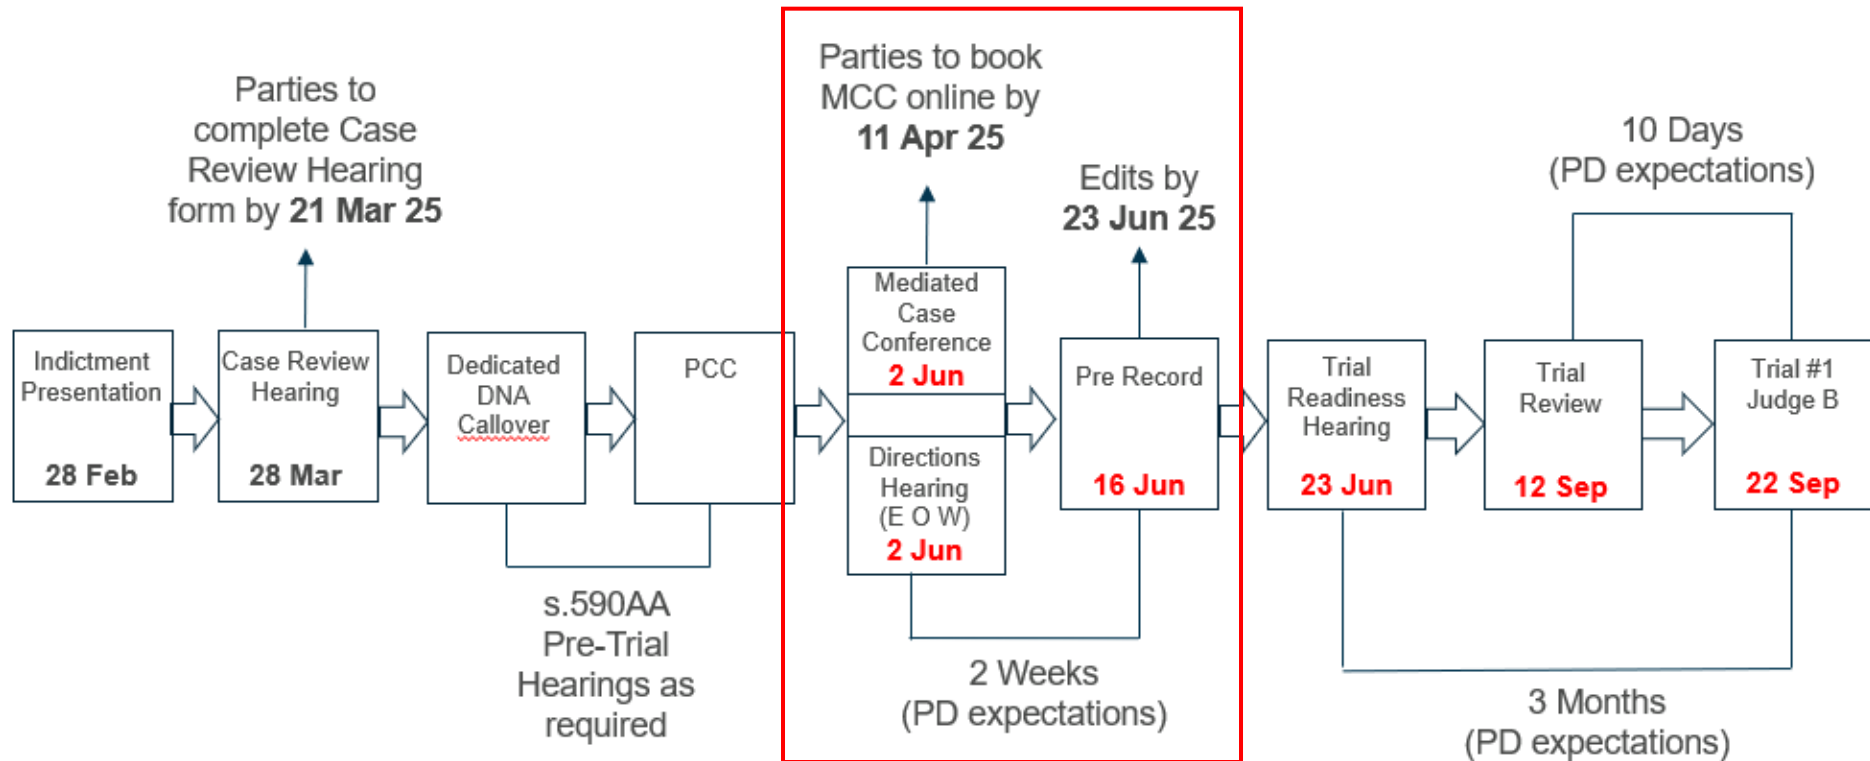 Parties to
complete Case
Review Hearing
form by 21 Mar 25
Parties to book
MCC online by
11 Apr 25
Edits by
23 Jun 25
10 Days
(PD expectations)
Indictment
Presentation
28 Feb
Case Review
Hearing
28 Mar
Dedicated
DNA
Callover
PCC
Mediated
Case
Conference
2 Jun
Directions
Hearing
(E O W)
2 Jun
Pre Record
16 Jun
Trial
Readiness
Hearing
23 Jun
Trial
Review
12 Sep
Trial #1
Judge B
22 Sep
s.590AA
Pre-Trial
Hearings as
required
2 Weeks
(PD expectations)
3 Months
(PD expectations)